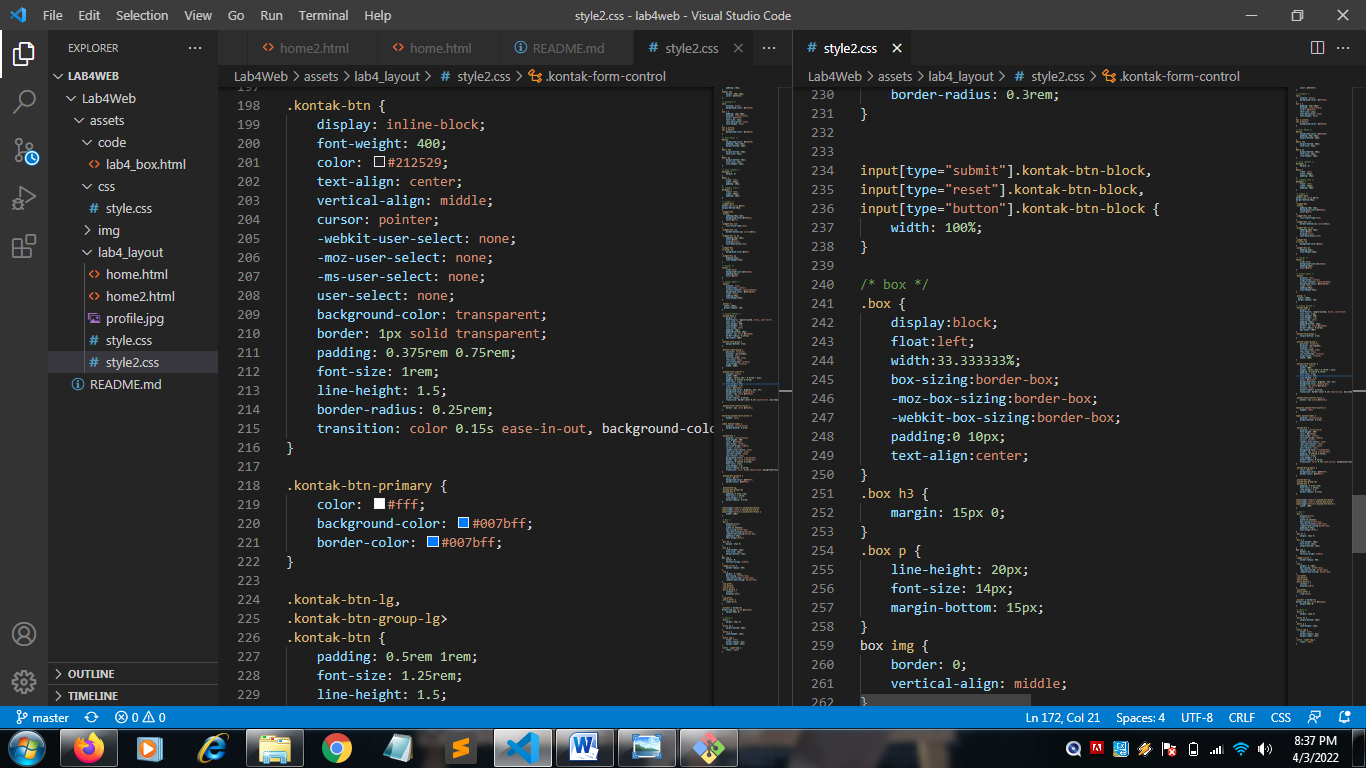 File Edit Selection View Go Run Terminal Help
style2.css - lab4web - Visual Studio Code
EXPLORER
LAB4WEB
Lab4Web
assets
code
lab4_box.html
css
style.css
img
lab4_layout
home.html
home2.html
profile.jpg
style.css
style2.css
README.md
OUTLINE
TIMELINE
home2.html home.html README.md style2.css
Lab4Web > assets > lab4_layout > style2.css > .kontak-form-control
197
198 .kontak-btn {
199 display: inline-block;
200 font-weight: 400;
201 color: #212529;
202 text-align: center;
203 vertical-align: middle;
204 cursor: pointer;
205 -webkit-user-select: none;
206 -moz-user-select: none;
207 -ms-user-select: none;
208 user-select: none;
209 background-color: transparent;
210 border: 1px solid transparent;
211 padding: 0.375rem 0.75rem;
212 font-size: 1rem;
213 line-height: 1.5;
214 border-radius: 0.25rem;
215 transition: color 0.15s ease-in-out, background-colo
216 }
217
218 .kontak-btn-primary {
219 color: #fff;
220 background-color: #007bff;
221 border-color: #007bff;
222 }
223
224 .kontak-btn-lg,
225 .kontak-btn-group-lg>
226 .kontak-btn {
227 padding: 0.5rem 1rem;
228 font-size: 1.25rem;
229 line-height: 1.5;
style2.css
Lab4Web > assets > lab4_layout > style2.css > .kontak-form-control
230 border-radius: 0.3rem;
231 }
232
233
234 input[type="submit"].kontak-btn-block,
235 input[type="reset"].kontak-btn-block,
236 input[type="button"].kontak-btn-block {
237 width: 100%;
238 }
239
240 /* box */
241 .box {
242 display:block;
243 float:left;
244 width:33.333333%;
245 box-sizing:border-box;
246 -moz-box-sizing:border-box;
247 -webkit-box-sizing:border-box;
248 padding:0 10px;
249 text-align:center;
250 }
251 .box h3 {
252 margin: 15px 0;
253 }
254 .box p {
255 line-height: 20px;
256 font-size: 14px;
257 margin-bottom: 15px;
258 }
259 box img {
260 border: 0;
261 vertical-align: middle;
262 }
master 0 0 Ln 172, Col 21 Spaces: 4 UTF-8 CRLF CSS
8:37 PM
4/3/2022